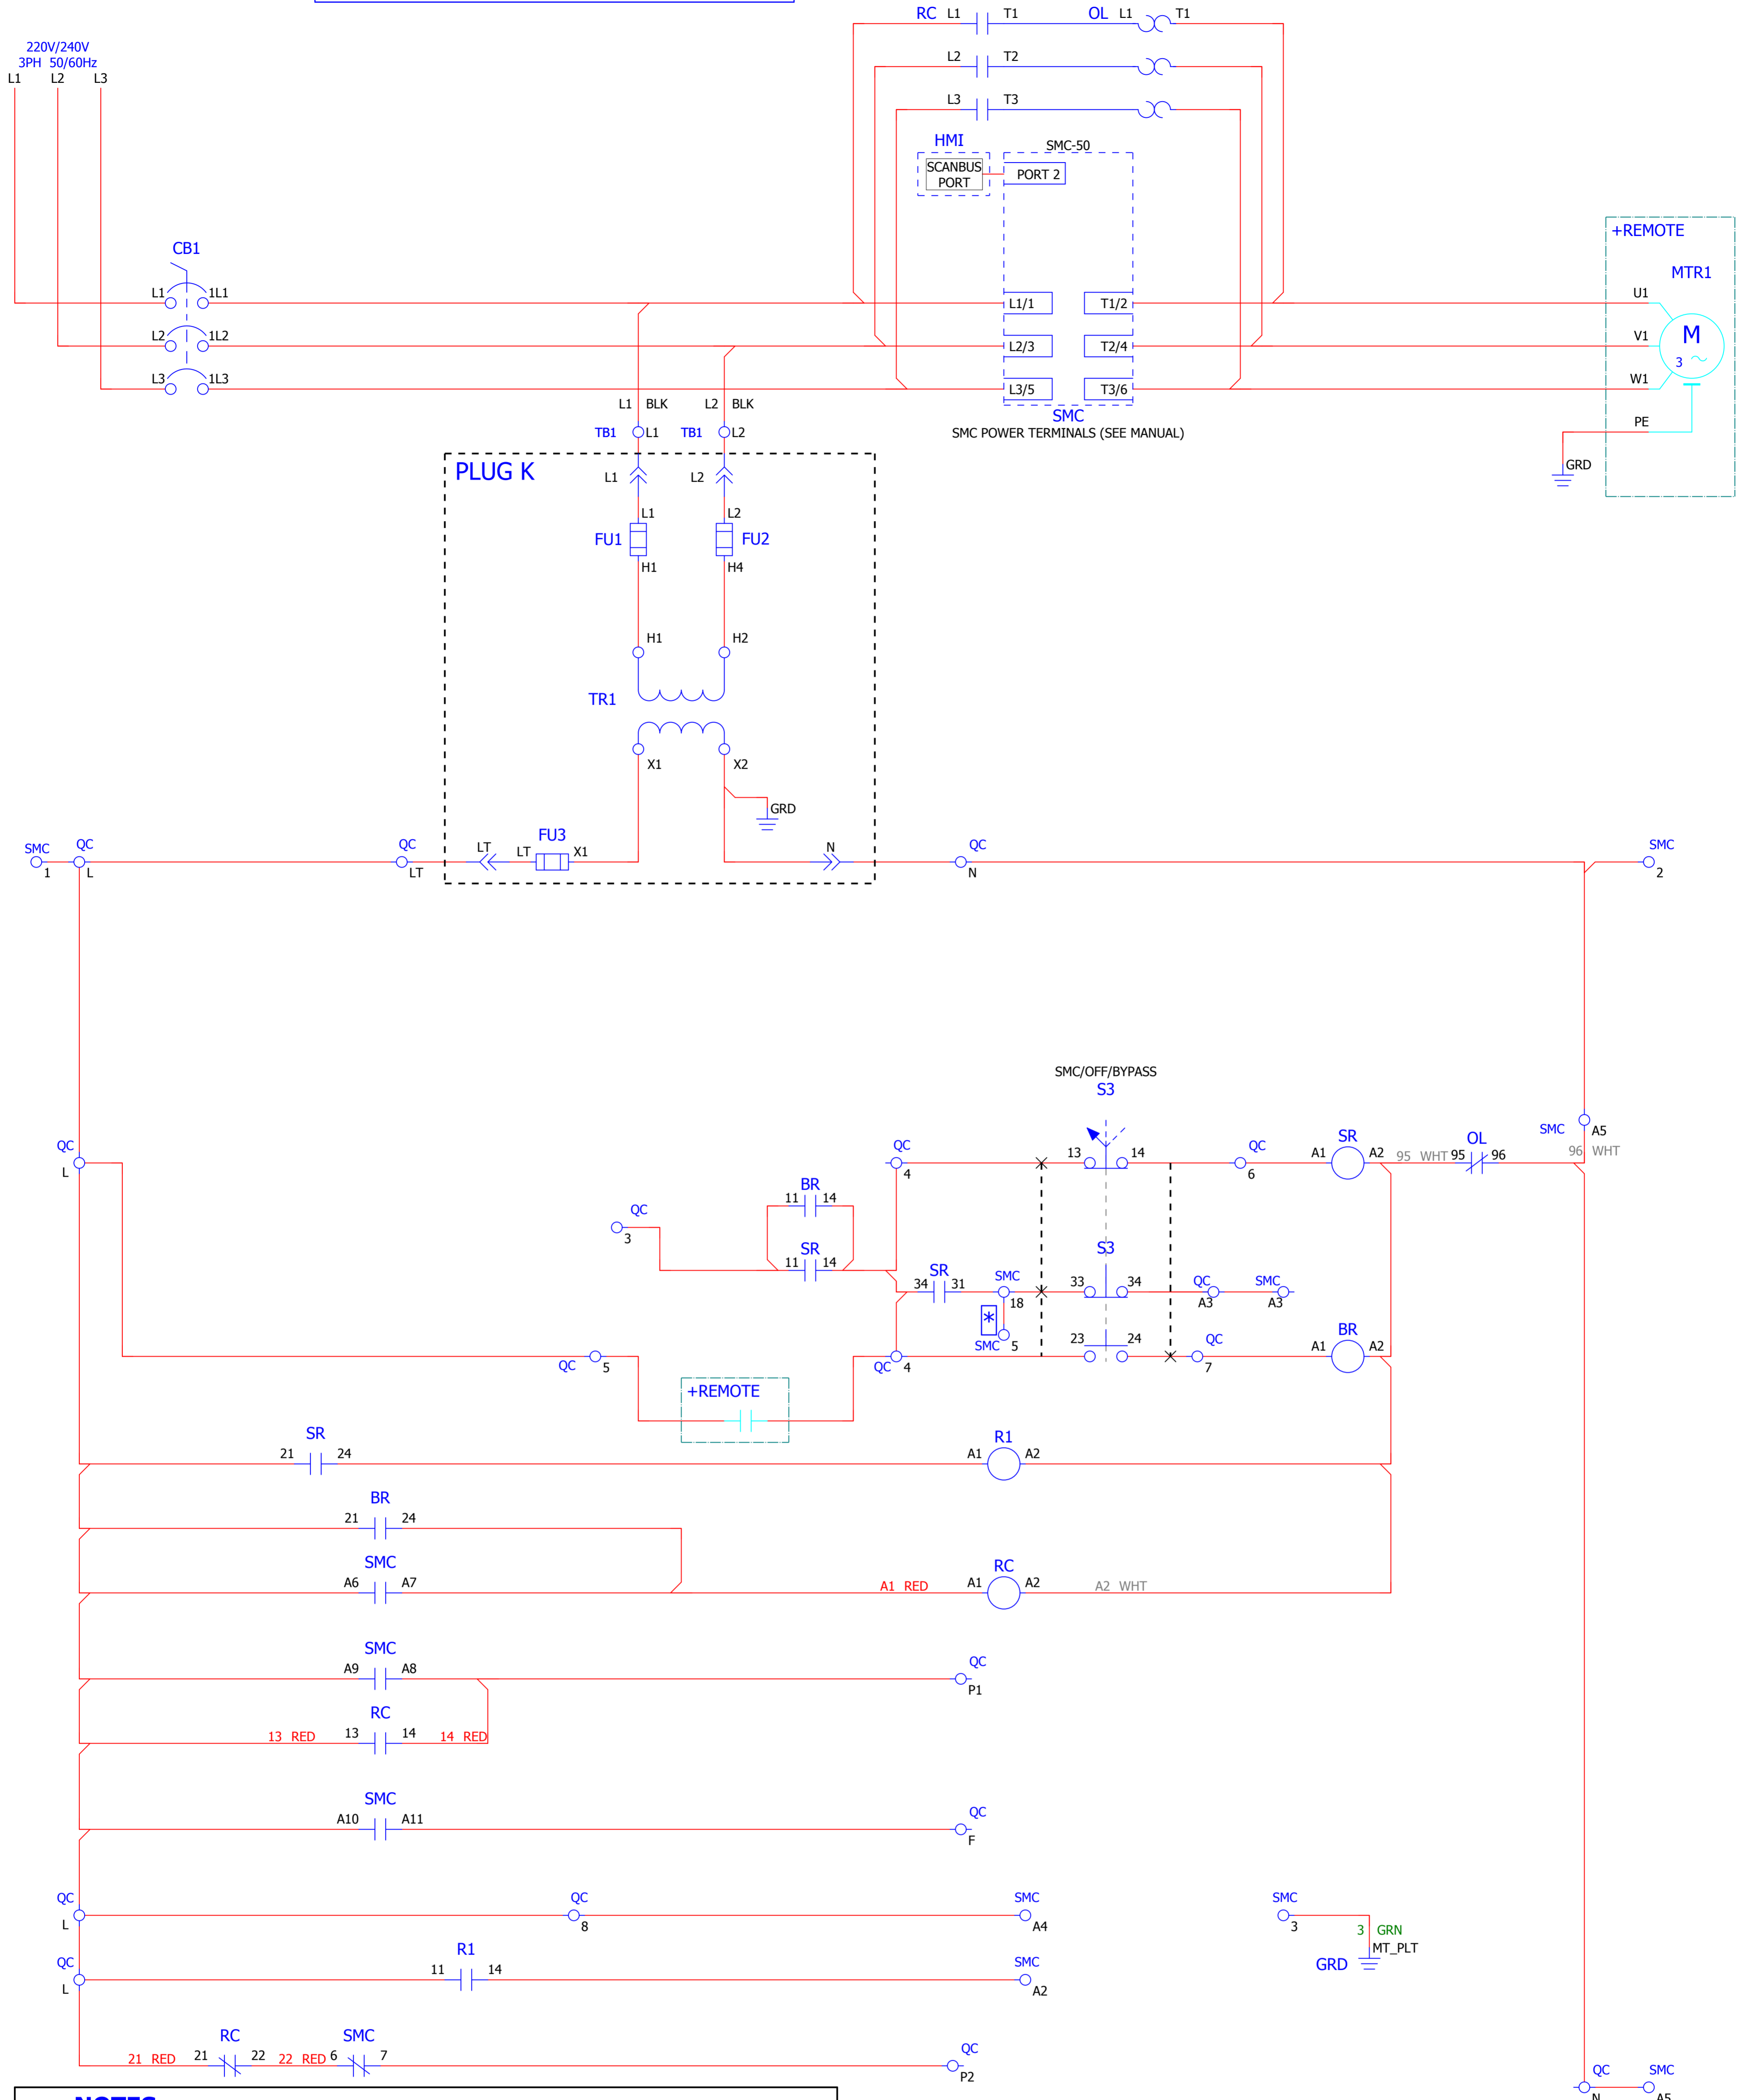 RC L1 T1 OL L1 T1
220V/240V
3PH 50/60Hz
L1 L2 L3
L2 T2
L3 T3
HMI
SMC-50
SCANBUS
PORT
PORT 2
+REMOTE
CB1
MTR1
L1 1L1 L1/1 T1/2 U1
L2 1L2 L2/3 T2/4 V1
M
3
L3 1L3 L3/5 T3/6 W1
L1 BLK L2 BLK
SMC
PE
TB1 L1 TB1 L2
SMC POWER TERMINALS (SEE MANUAL)
GRD
PLUG K
L1 L2
L1 L2
FU1 FU2
H1 H4
H1 H2
TR1
X1 X2
GRD
SMC QC QC LT LT FU3 X1 N QC SMC
1 L LT N 2
SMC/OFF/BYPASS
S3
SMC A5
QC QC 13 14 QC SR OL
A1 A2 95 WHT 95 96 96 WHT
L 4 6
BR
11 14
QC
3
SR
11 14
S3
SR
34 31 SMC 33 34 QC SMC
18 A3 A3
*
SMC 5 23 24 QC BR
A1 A2
QC 5 QC 4 7
+REMOTE
SR
21 24
R1
A1 A2
BR
21 24
SMC
A6 A7
RC
A1 RED A1 A2 A2 WHT
SMC
A9 A8 QC
P1
RC
13 RED 13 14 14 RED
SMC
A10 A11 QC
F
QC QC SMC SMC
L 8 A4 3
3 GRN
MT_PLT
GRD
QC R1 SMC
11 14
L A2
RC SMC
21 RED 21 22 22 RED 6 7 QC
P2
QC SMC
N A5
NOTES